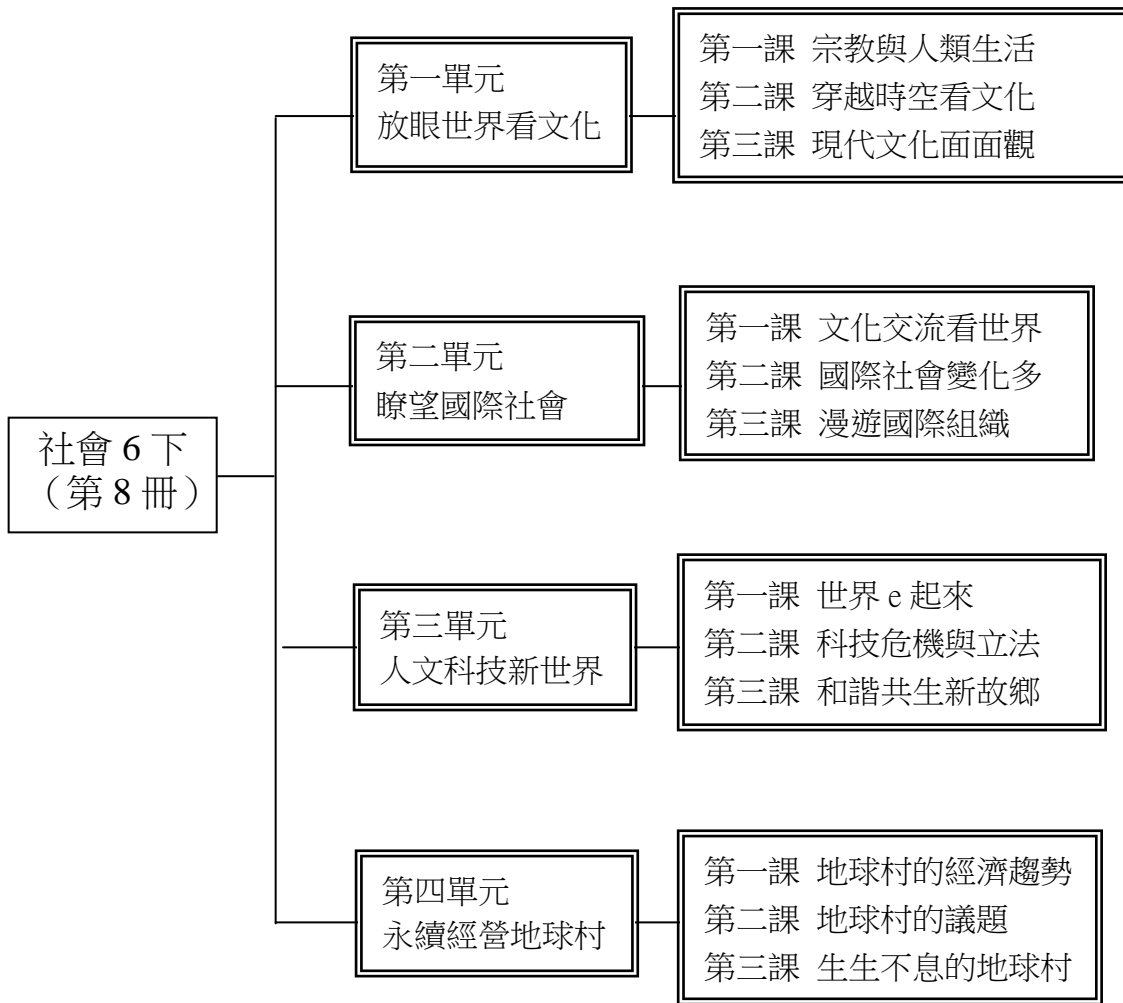 社會 6 下
（第 8 冊）
第一單元
放眼世界看文化
第一課 宗教與人類生活
第二課 穿越時空看文化
第三課 現代文化面面觀
第二單元
瞭望國際社會
第一課 文化交流看世界
第二課 國際社會變化多
第三課 漫遊國際組織
第三單元
人文科技新世界
第一課 世界 e 起來
第二課 科技危機與立法
第三課 和諧共生新故鄉
第四單元
永續經營地球村
第一課 地球村的經濟趨勢
第二課 地球村的議題
第三課 生生不息的地球村